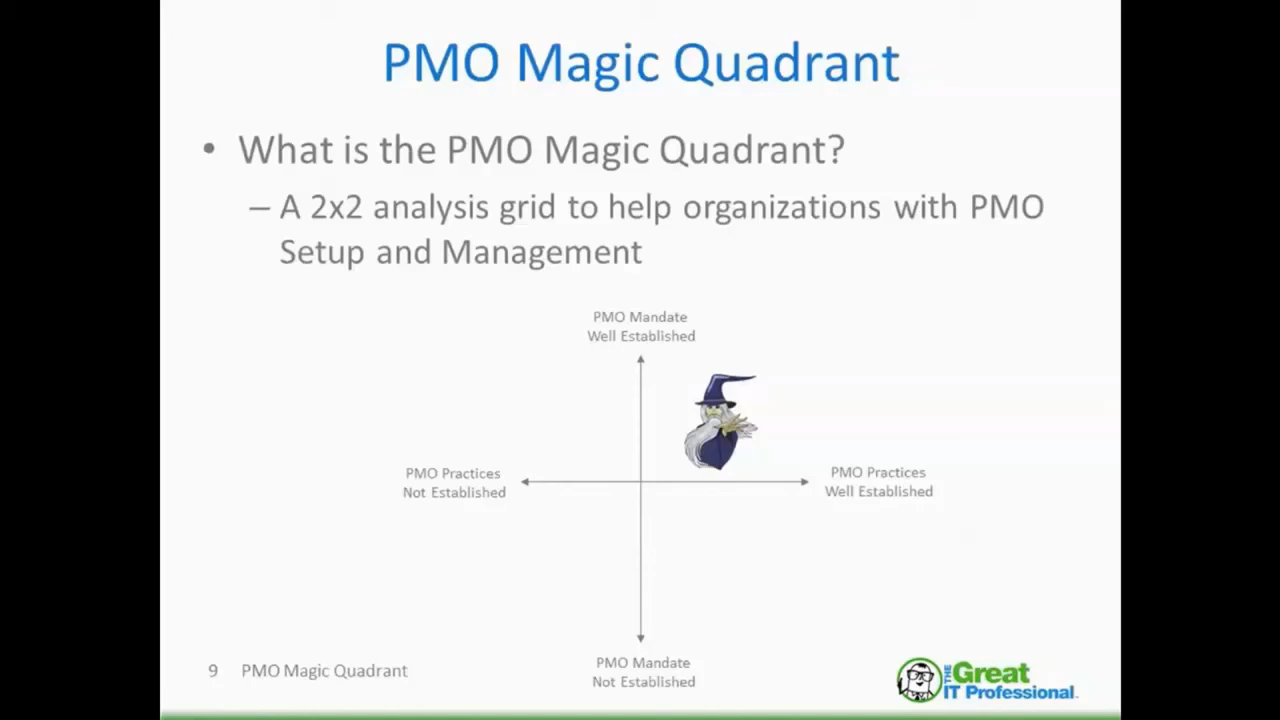 PMO Magic Quadrant
• What is the PMO Magic Quadrant?
– A 2x2 analysis grid to help organizations with PMO
Setup and Management
PMO Mandate
Well Established
PMO Practices
Not Established
PMO Practices
Well Established
PMO Mandate
Not Established
9 PMO Magic Quadrant
THE Great
IT Professional